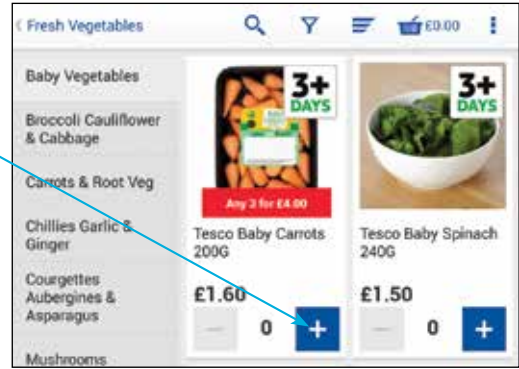 Fresh Vegetables
£0.00
Baby Vegetables
Broccoli Cauliflower
& Cabbage
Carrots & Root Veg
Chillies Garlic &
Ginger
Courgettes
Aubergines &
Asparagus
Mushrooms
3+
DAYS
Any 3 for £4.00
Tesco Baby Carrots
200G
£1.60
0
3+
DAYS
Tesco Baby Spinach
240G
£1.50
0